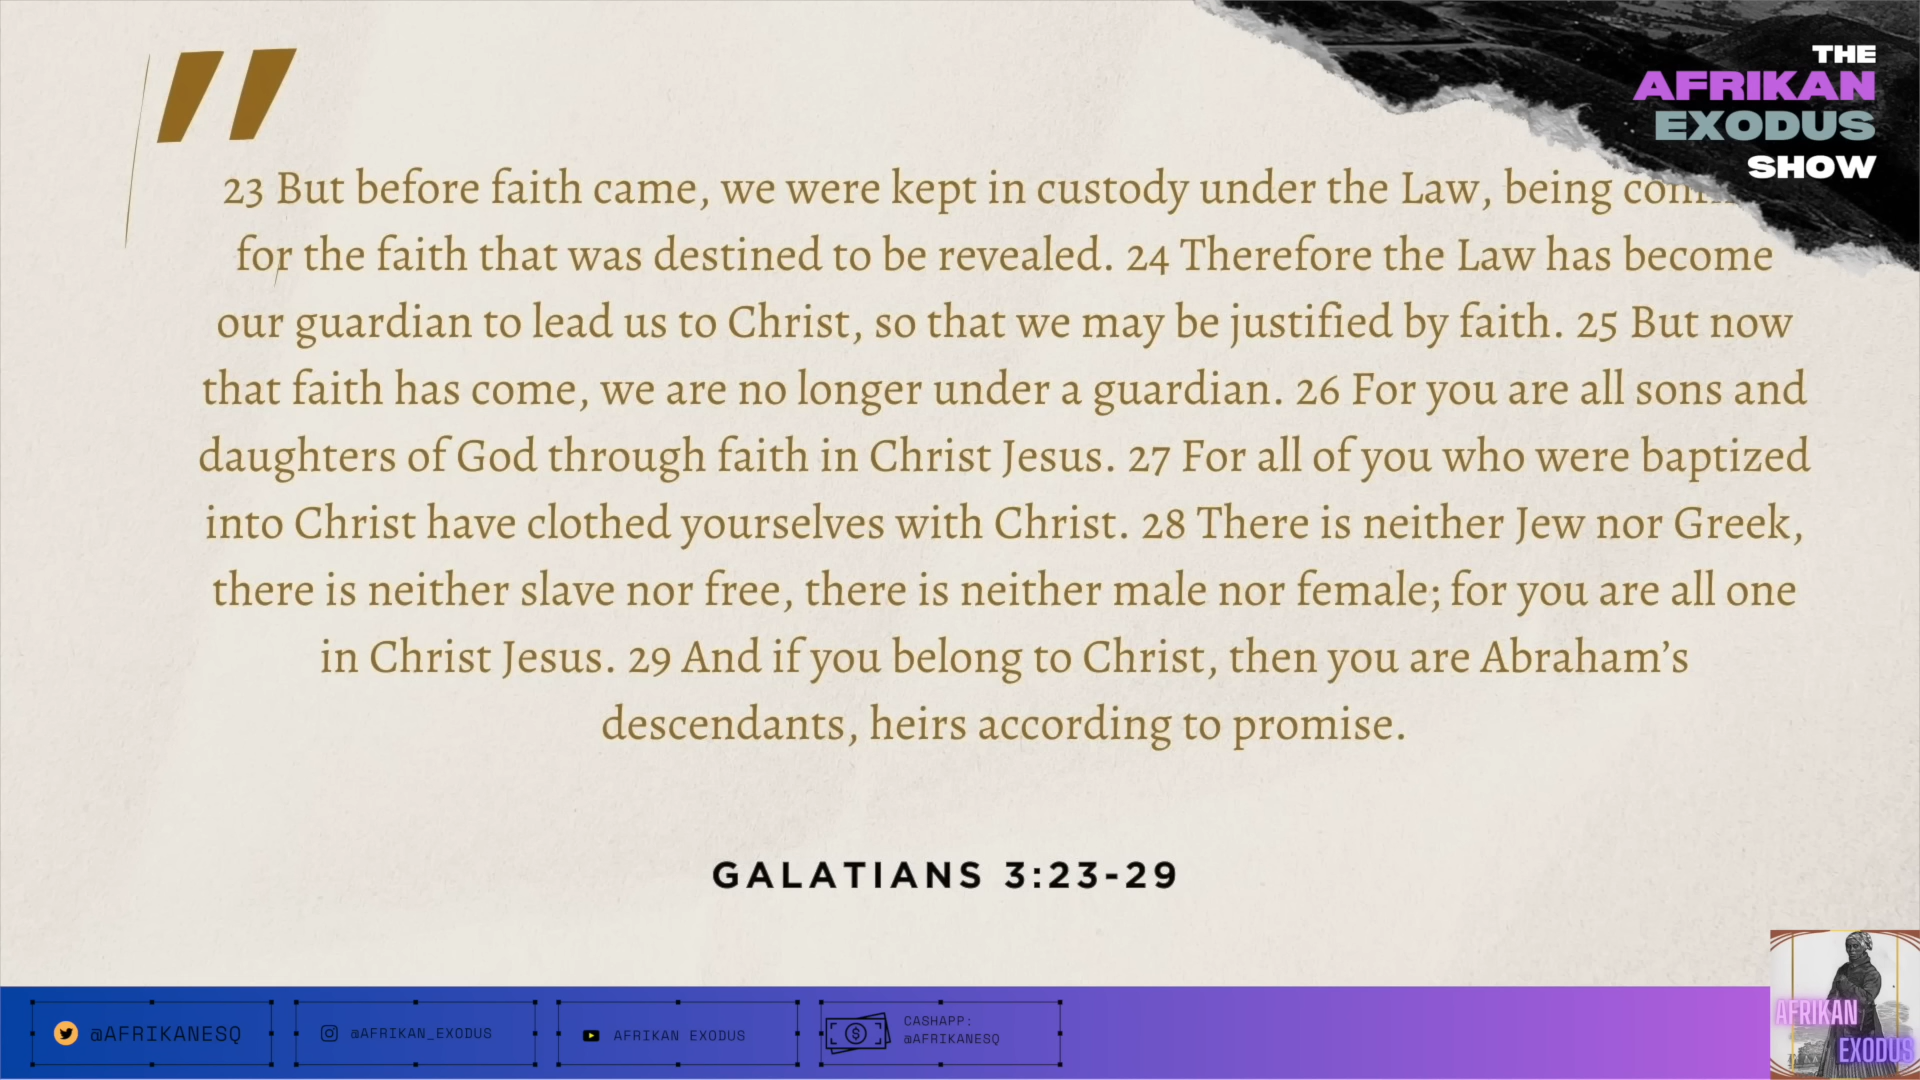 THE
AFRIKAN
EXODUS
SHOW
23 But before faith came, we were kept in custody under the Law, being
for the faith that was destined to be revealed. 24 Therefore the Law has become
our guardian to lead us to Christ, so that we may be justified by faith. 25 But now
that faith has come, we are no longer under a guardian. 26 For you are all sons and
daughters of God through faith in Christ Jesus. 27 For all of you who were baptized
into Christ have clothed yourselves with Christ. 28 There is neither Jew nor Greek,
there is neither slave nor free, there is neither male nor female; for you are all one
in Christ Jesus. 29 And if you belong to Christ, then you are Abraham’s
descendants, heirs according to promise.
GALATIANS 3:23-29
@AFRIKANESQ
@AFRIKAN_EXODUS
AFRIKAN EXODUS
CASHAPP:
@AFRIKANESQ
AFRIKAN
EXODUS